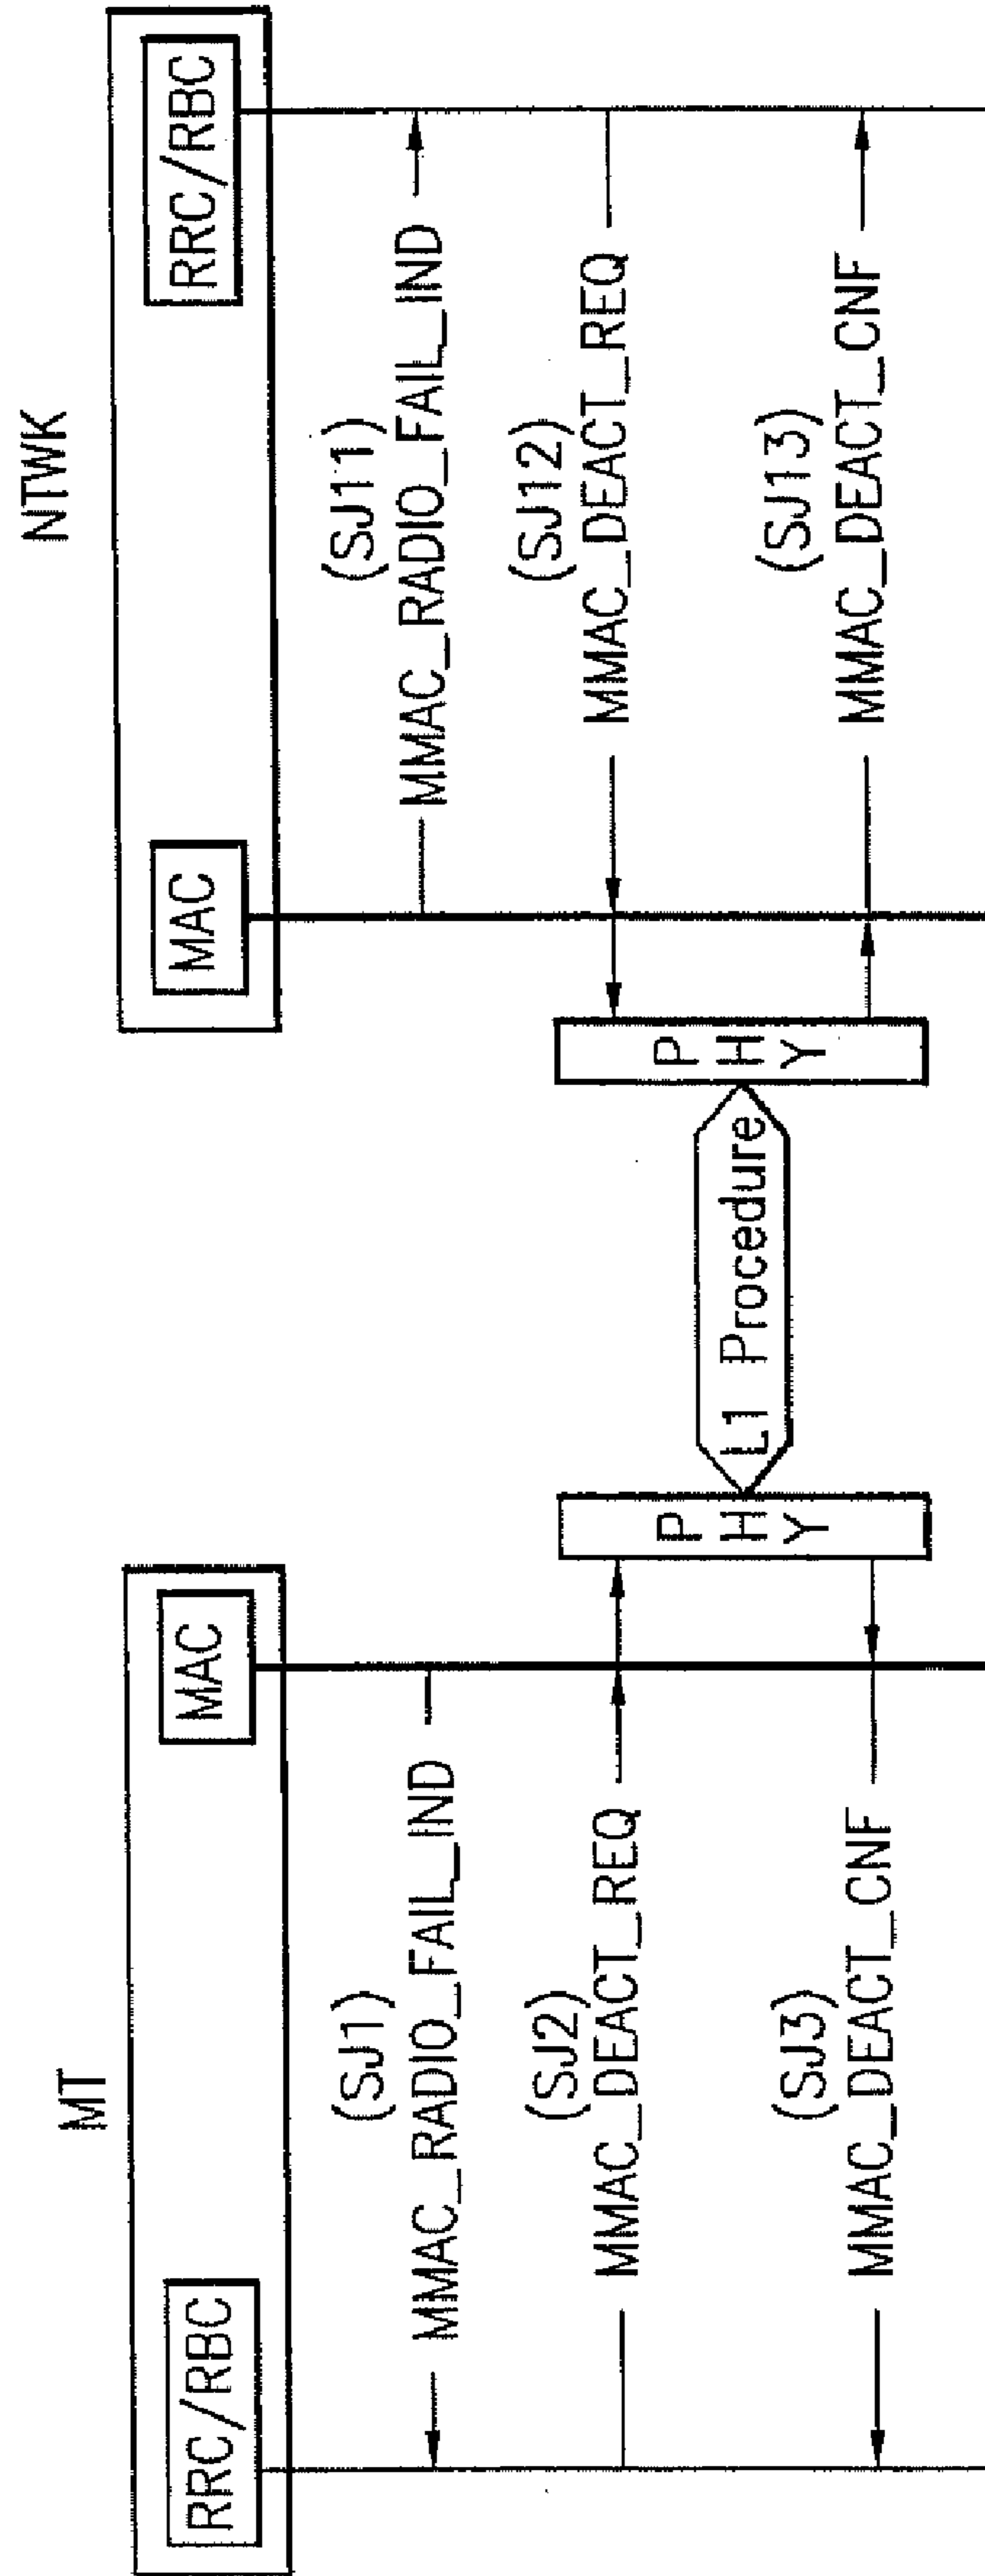 MT
NTWK
RRC/RBC
MAC
MAC
RRC/RBC
(SJ1)
MMAC_RADIO_FAIL_IND
(SJ11)
MMAC_RADIO_FAIL_IND
(SJ2)
MMAC_DEACT_REQ
(SJ12)
MMAC_DEACT_REQ
PHY
L1 Procedure
PHY
(SJ3)
MMAC_DEACT_CNF
(SJ13)
MMAC_DEACT_CNF